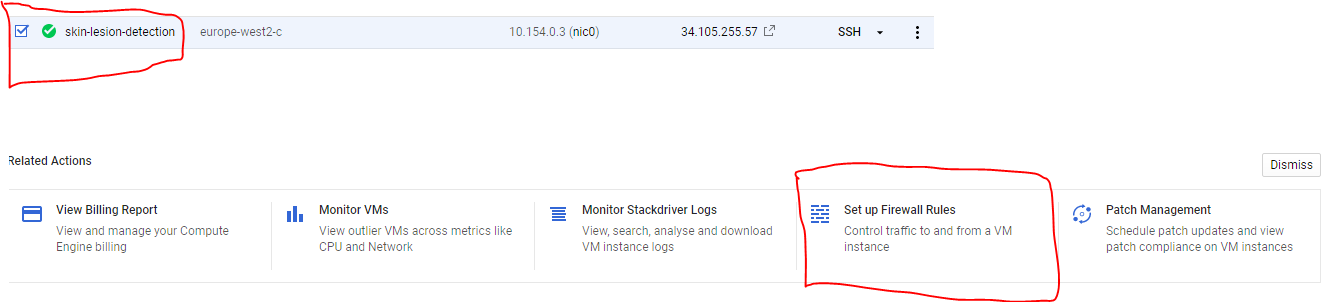 skin-lesion-detection europe-west2-c 10.154.0.3 (nic0) 34.105.255.57 SSH
Related Actions
Dismiss
View Billing Report
View and manage your Compute
Engine billing
Monitor VMs
View outlier VMs across metrics like
CPU and Network
Monitor Stackdriver Logs
View, search, analyse and download
VM instance logs
Set up Firewall Rules
Control traffic to and from a VM
instance
Patch Management
Schedule patch updates and view
patch compliance on VM instances